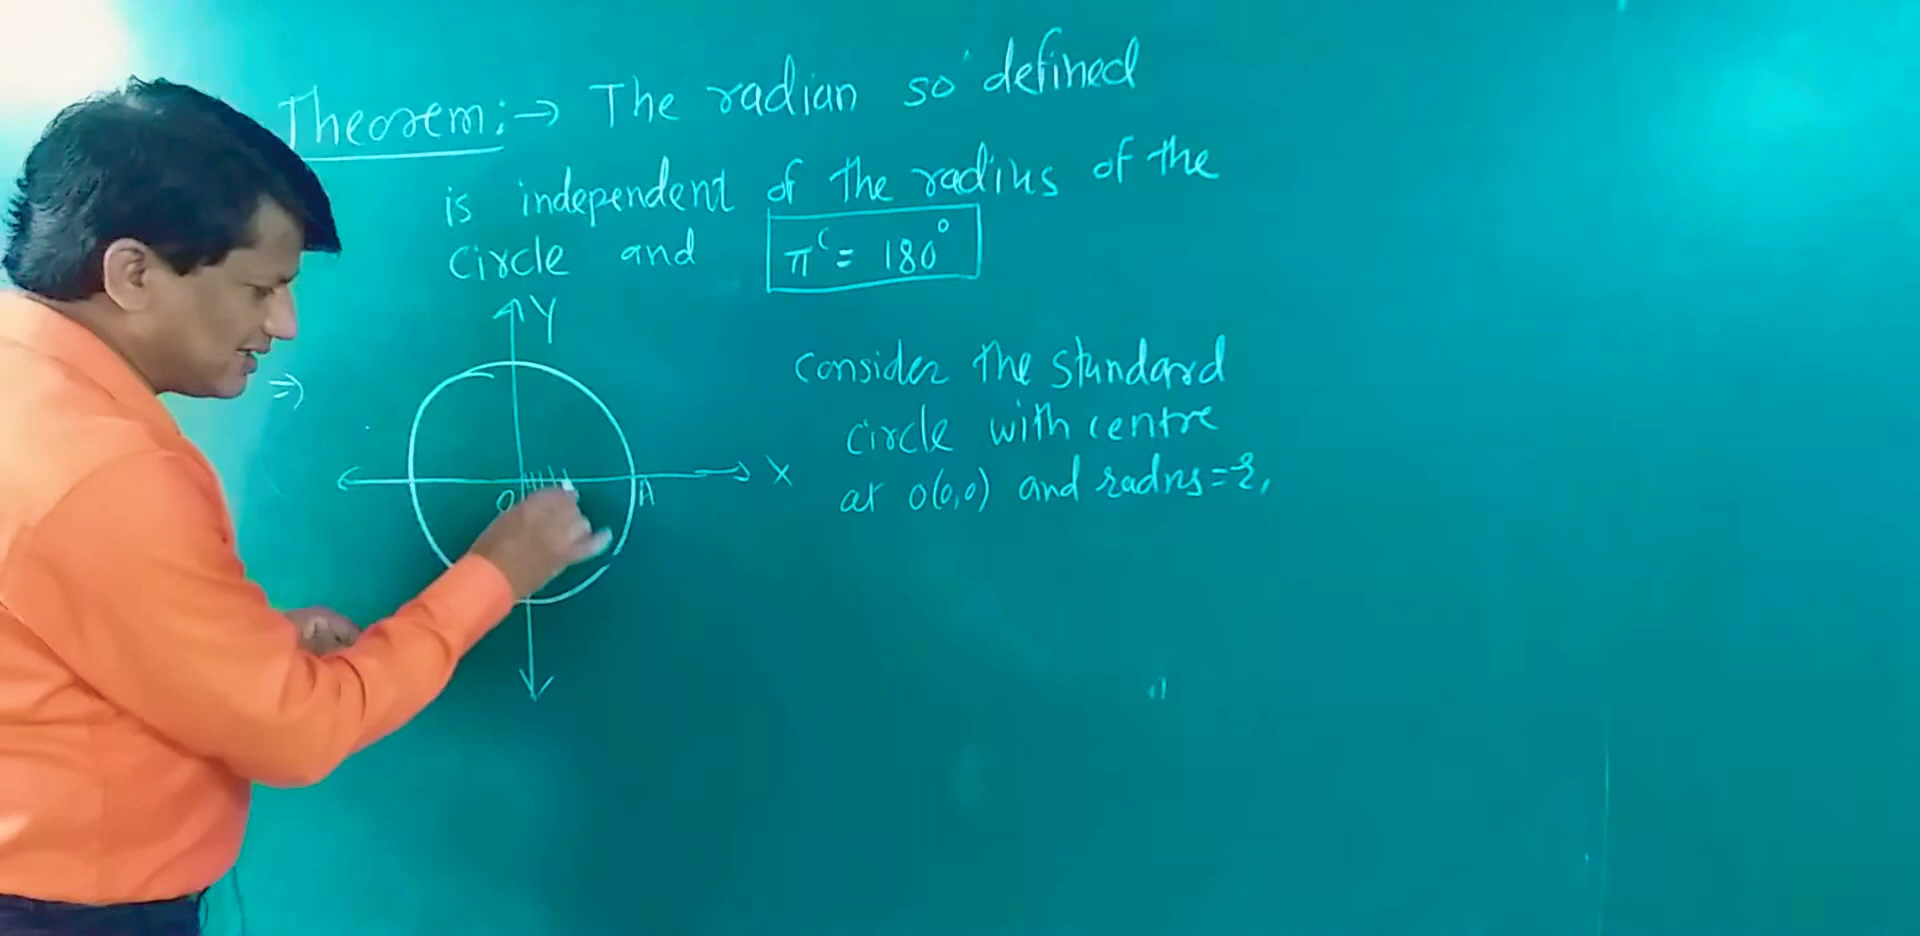 Theorem:→ The radian so defined
is independent of the radius of the
circle and πᶜ = 180°
Y
⇒)
X
O
A
Consider the standard
circle with centre
at O(0,0) and radius = r,